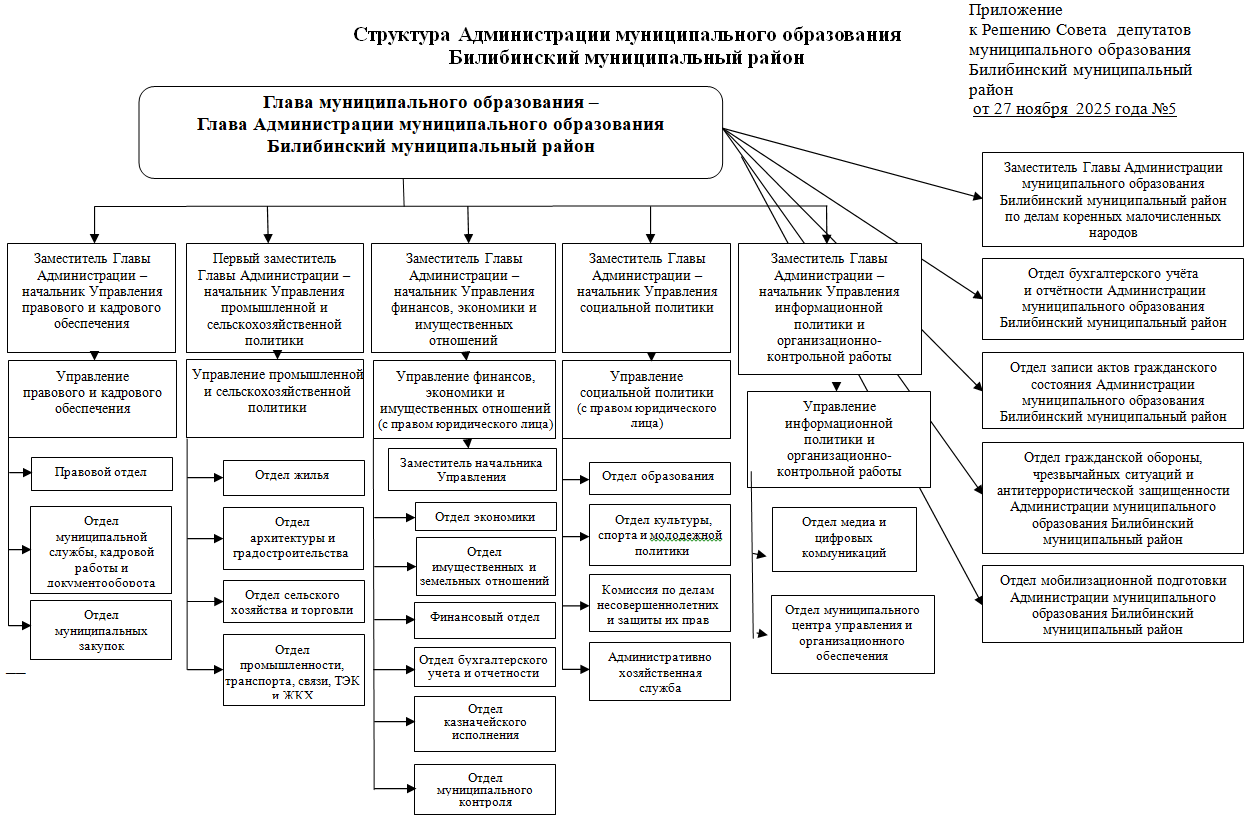 Приложение
к Решению Совета депутатов
муниципального образования
Билибинский муниципальный
район
от 27 ноября 2025 года №5
Структура Администрации муниципального образования
Билибинский муниципальный район
Глава муниципального образования –
Глава Администрации муниципального образования
Билибинский муниципальный район
Заместитель Главы
Администрации –
начальник Управления
правового и кадрового
обеспечения
Первый заместитель
Главы Администрации –
начальник Управления
промышленной и
сельскохозяйственной
политики
Заместитель Главы
Администрации –
начальник Управления
финансов, экономики и
имущественных
отношений
Заместитель Главы
Администрации –
начальник Управления
социальной политики
Заместитель Главы
Администрации –
начальник Управления
информационной
политики и
организационно-
контрольной работы
Управление
правового и кадрового
обеспечения
Правовой отдел
Отдел
муниципальной
службы, кадровой
работы и
документооборота
Отдел
муниципальных
закупок
Управление промышленной
и сельскохозяйственной
политики
Отдел жилья
Отдел
архитектуры и
градостроительства
Отдел сельского
хозяйства и торговли
Отдел
промышленности,
транспорта, связи, ТЭК
и ЖКХ
Управление финансов,
экономики и
имущественных отношений
(с правом юридического лица)
Заместитель начальника
Управления
Отдел экономики
Отдел
имущественных и
земельных отношений
Финансовый отдел
Отдел бухгалтерского
учета и отчетности
Отдел
казначейского
исполнения
Отдел
муниципального
контроля
Управление
социальной политики
(с правом юридического
лица)
Отдел образования
Отдел культуры,
спорта и молодежной
политики
Комиссия по делам
несовершеннолетних
и защиты их прав
Административно
хозяйственная
служба
Управление
информационной
политики и
организационно-
контрольной работы
Отдел медиа и
цифровых
коммуникаций
Отдел муниципального
центра управления и
организационного
обеспечения
Заместитель Главы Администрации
муниципального образования
Билибинский муниципальный район
по делам коренных малочисленных
народов
Отдел бухгалтерского учёта
и отчётности Администрации
муниципального образования
Билибинский муниципальный район
Отдел записи актов гражданского
состояния Администрации
муниципального образования
Билибинский муниципальный район
Отдел гражданской обороны,
чрезвычайных ситуаций и
антитеррористической защищенности
Администрации муниципального
образования Билибинский
муниципальный район
Отдел мобилизационной подготовки
Администрации муниципального
образования Билибинский
муниципальный район